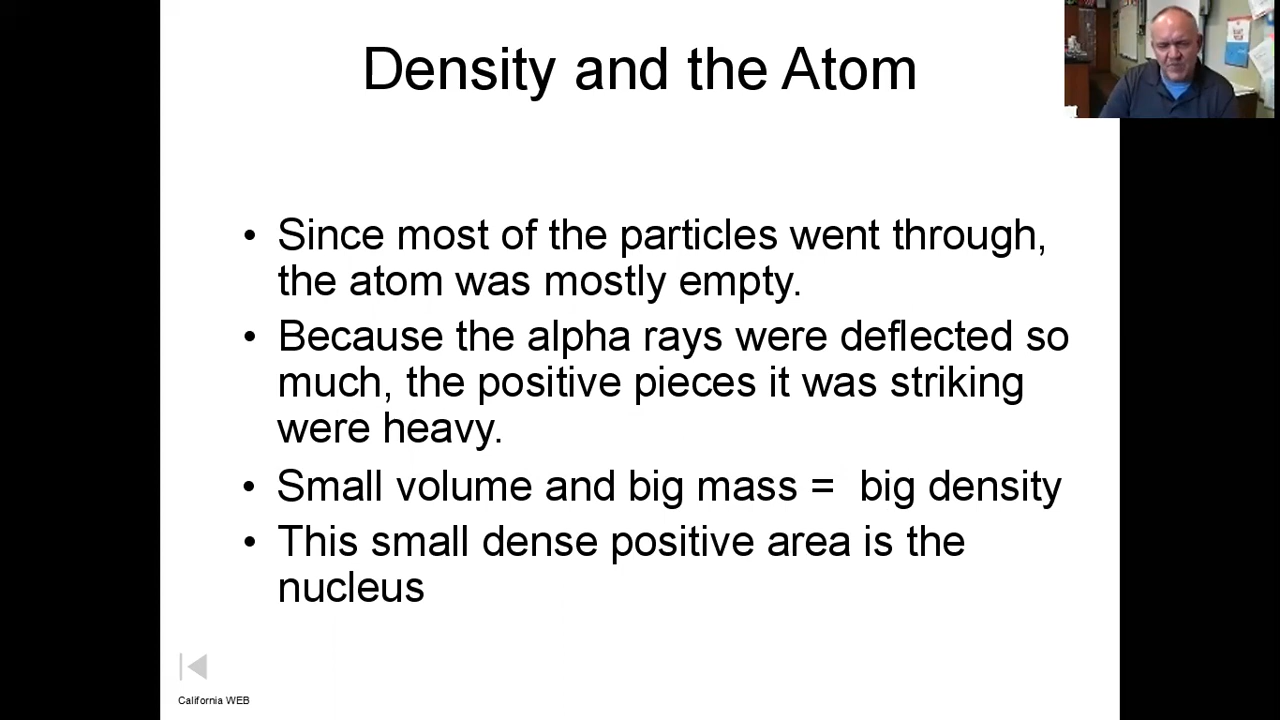 Density and the Atom
• Since most of the particles went through,
the atom was mostly empty.
• Because the alpha rays were deflected so
much, the positive pieces it was striking
were heavy.
• Small volume and big mass = big density
• This small dense positive area is the
nucleus
California WEB